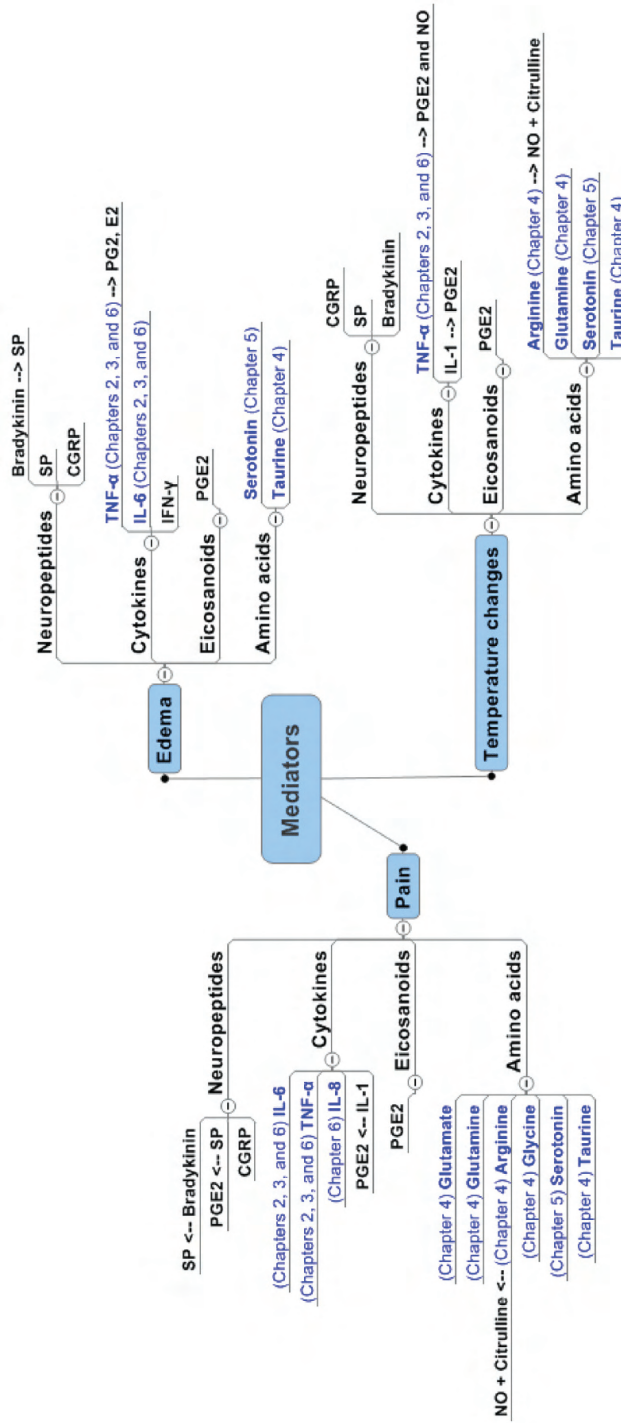 Mediators
Edema
Neuropeptides
Bradykinin --> SP
SP
CGRP
Cytokines
TNF-α (Chapters 2, 3, and 6) --> PG2, E2
IL-6 (Chapters 2, 3, and 6)
IFN-γ
Eicosanoids
PGE2
Amino acids
Serotonin (Chapter 5)
Taurine (Chapter 4)
Temperature changes
Neuropeptides
CGRP
SP
Bradykinin
Cytokines
TNF-α (Chapters 2, 3, and 6) --> PGE2 and NO
IL-1 --> PGE2
Eicosanoids
PGE2
Amino acids
Arginine (Chapter 4) --> NO + Citrulline
Glutamine (Chapter 4)
Serotonin (Chapter 5)
Taurine (Chapter 4)
Pain
Neuropeptides
SP <-- Bradykinin
PGE2 <-- SP
CGRP
Cytokines
(Chapters 2, 3, and 6) IL-6
(Chapters 2, 3, and 6) TNF-α
(Chapter 6) IL-8
PGE2 <-- IL-1
Eicosanoids
PGE2
Amino acids
(Chapter 4) Glutamate
(Chapter 4) Glutamine
NO + Citrulline <-- (Chapter 4) Arginine
(Chapter 4) Glycine
(Chapter 5) Serotonin
(Chapter 4) Taurine